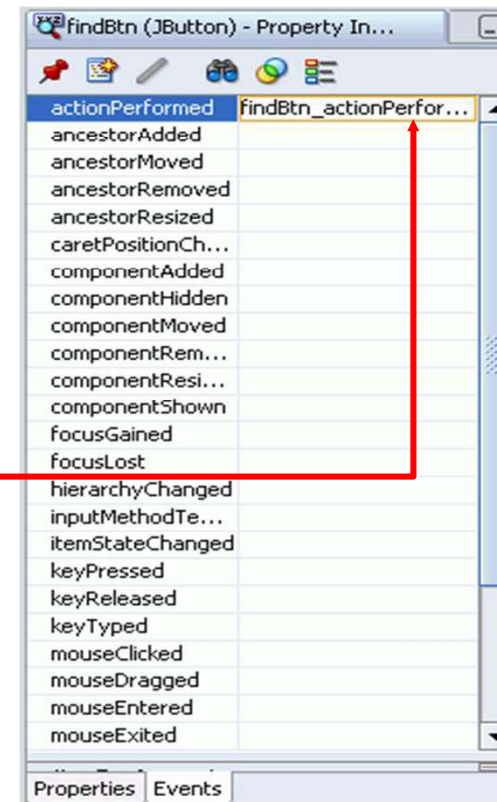 findBtn (JButton) - Property In...
actionPerformed findBtn_actionPerfor...
ancestorAdded
ancestorMoved
ancestorRemoved
ancestorResized
caretPositionCh...
componentAdded
componentHidden
componentMoved
componentRem...
componentResi...
componentShown
focusGained
focusLost
hierarchyChanged
inputMethodTe...
itemStateChanged
keyPressed
keyReleased
keyTyped
mouseClicked
mouseDragged
mouseEntered
mouseExited
Properties Events